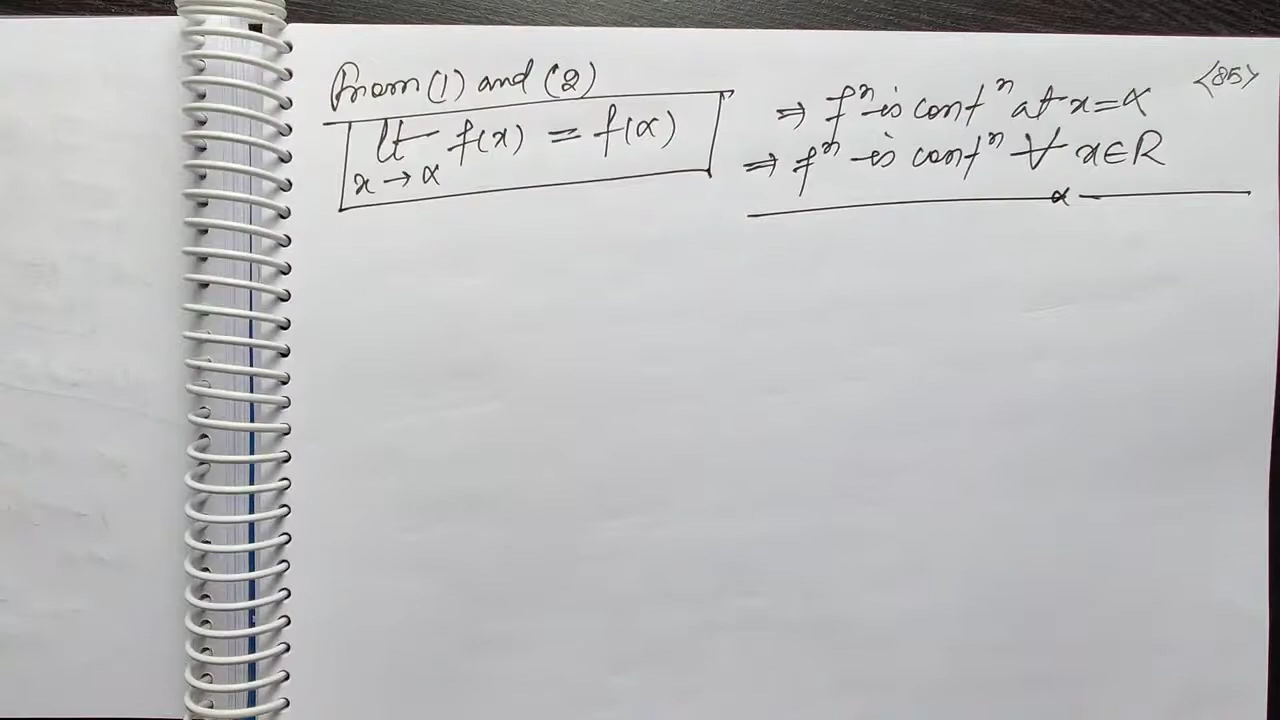 From (1) and (2)
lt f(x) = f(α)
x → α
<85>
⇒ fⁿ is contⁿ at x = α
⇒ fⁿ is contⁿ ∀ x ∈ R